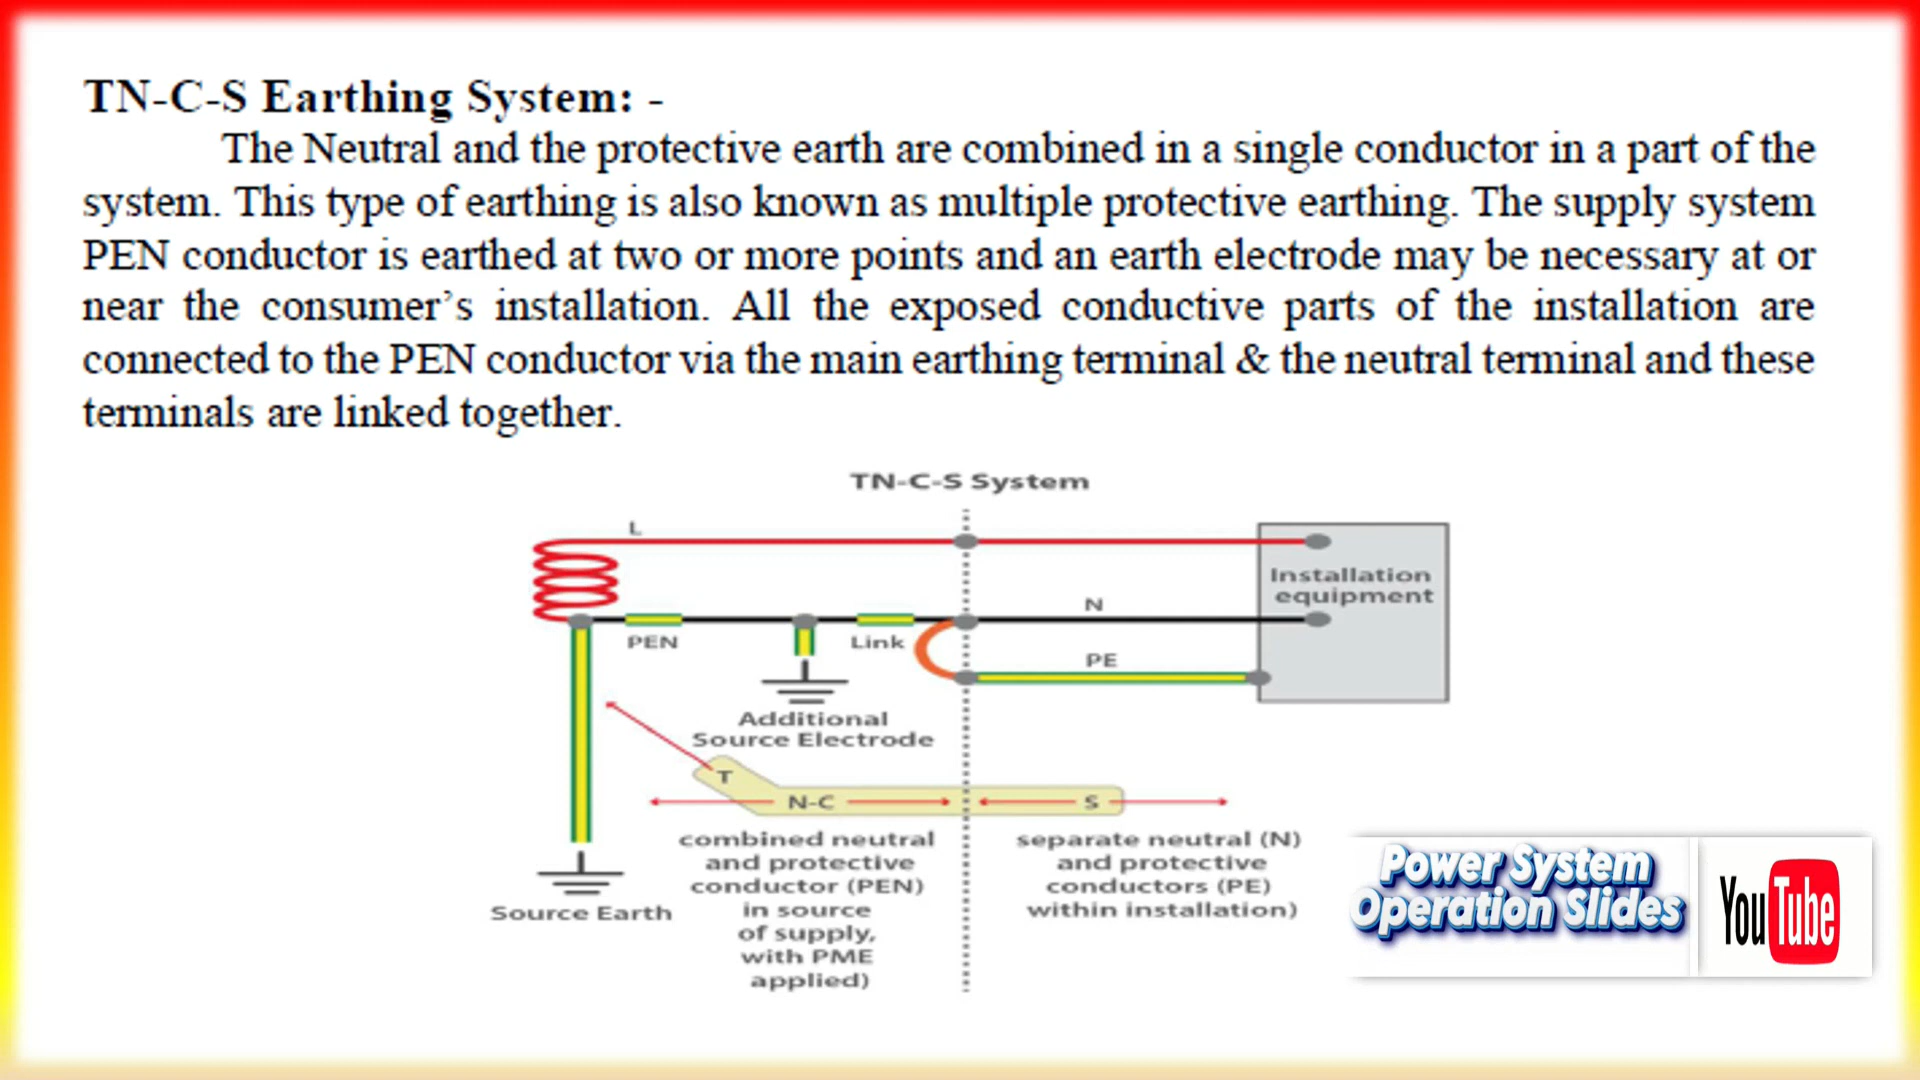 TN-C-S Earthing System: -
The Neutral and the protective earth are combined in a single conductor in a part of the
system. This type of earthing is also known as multiple protective earthing. The supply system
PEN conductor is earthed at two or more points and an earth electrode may be necessary at or
near the consumer’s installation. All the exposed conductive parts of the installation are
connected to the PEN conductor via the main earthing terminal & the neutral terminal and these
terminals are linked together.
TN-C-S System
L
Installation
equipment
N
PEN
Link
PE
Additional
Source Electrode
T
N-C
S
combined neutral
and protective
conductor (PEN)
in source
of supply,
with PME
applied)
separate neutral (N)
and protective
conductors (PE)
within installation)
Source Earth
Power System
Operation Slides
YouTube